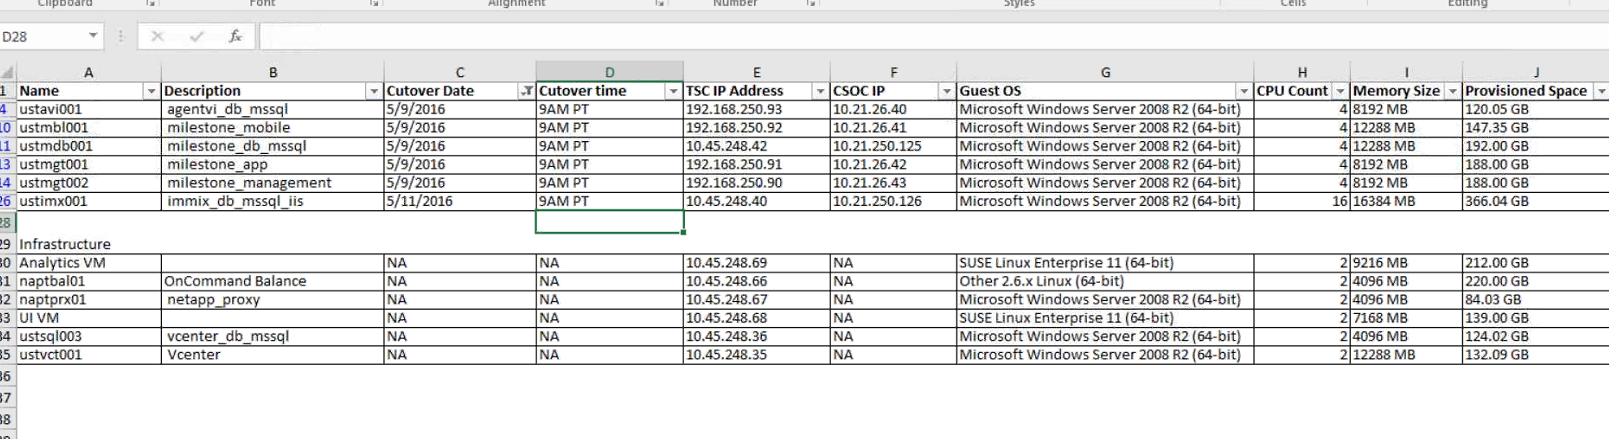 Clipboard Font Alignment Number Styles Cells Editing
D28 fx
A B C D E F G H I J
1 Name Description Cutover Date Cutover time TSC IP Address CSOC IP Guest OS CPU Count Memory Size Provisioned Space
4 ustavi001 agentvi_db_mssql 5/9/2016 9AM PT 192.168.250.93 10.21.26.40 Microsoft Windows Server 2008 R2 (64-bit) 4 8192 MB 120.05 GB
10 ustmbl001 milestone_mobile 5/9/2016 9AM PT 192.168.250.92 10.21.26.41 Microsoft Windows Server 2008 R2 (64-bit) 4 12288 MB 147.35 GB
11 ustmdb001 milestone_db_mssql 5/9/2016 9AM PT 10.45.248.42 10.21.250.125 Microsoft Windows Server 2008 R2 (64-bit) 4 12288 MB 192.00 GB
13 ustmgt001 milestone_app 5/9/2016 9AM PT 192.168.250.91 10.21.26.42 Microsoft Windows Server 2008 R2 (64-bit) 4 8192 MB 188.00 GB
14 ustmgt002 milestone_management 5/9/2016 9AM PT 192.168.250.90 10.21.26.43 Microsoft Windows Server 2008 R2 (64-bit) 4 8192 MB 188.00 GB
26 ustimx001 immix_db_mssql_iis 5/11/2016 9AM PT 10.45.248.40 10.21.250.126 Microsoft Windows Server 2008 R2 (64-bit) 16 16384 MB 366.04 GB
28
29 Infrastructure
30 Analytics VM NA NA 10.45.248.69 NA SUSE Linux Enterprise 11 (64-bit) 2 9216 MB 212.00 GB
31 naptbal01 OnCommand Balance NA NA 10.45.248.66 NA Other 2.6.x Linux (64-bit) 2 4096 MB 220.00 GB
32 naptprx01 netapp_proxy NA NA 10.45.248.67 NA Microsoft Windows Server 2008 R2 (64-bit) 2 4096 MB 84.03 GB
33 UI VM NA NA 10.45.248.68 NA SUSE Linux Enterprise 11 (64-bit) 2 7168 MB 139.00 GB
34 ustsql003 vcenter_db_mssql NA NA 10.45.248.36 NA Microsoft Windows Server 2008 R2 (64-bit) 2 4096 MB 124.02 GB
35 ustvct001 Vcenter NA NA 10.45.248.35 NA Microsoft Windows Server 2008 R2 (64-bit) 2 12288 MB 132.09 GB
36
37
38